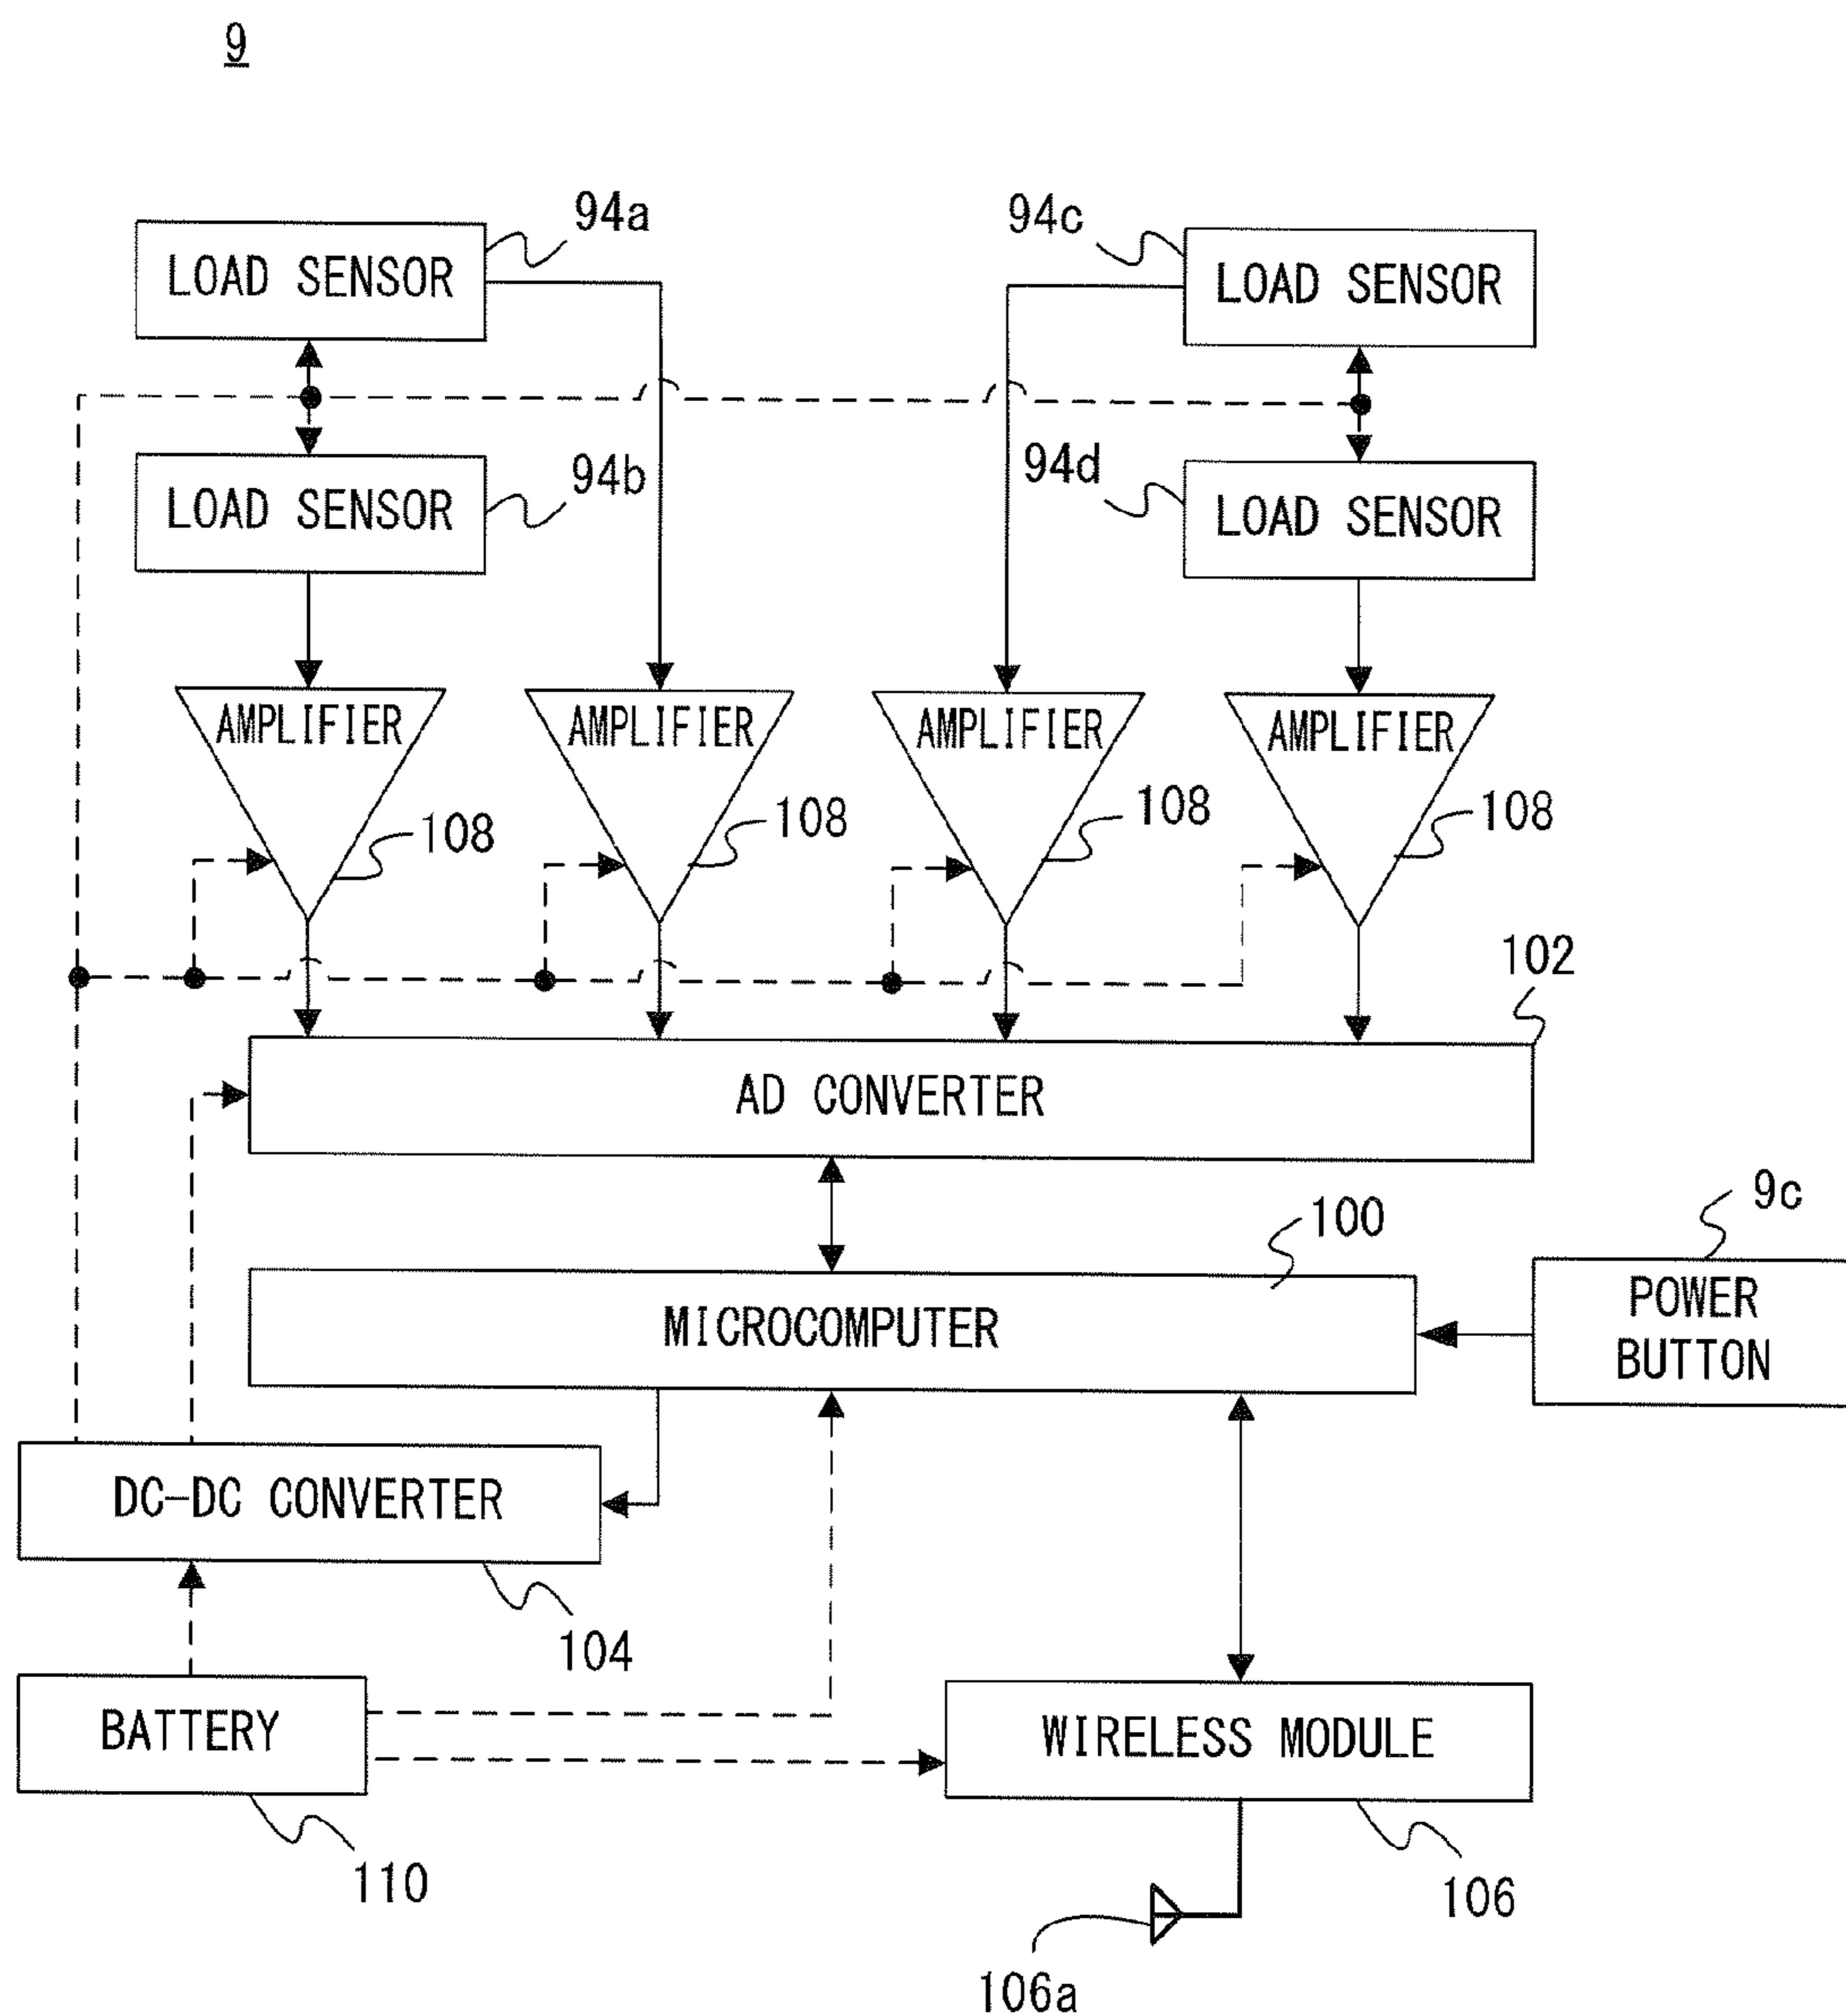 9
94a
94c
LOAD SENSOR
LOAD SENSOR
94b
94d
LOAD SENSOR
LOAD SENSOR
AMPLIFIER
AMPLIFIER
AMPLIFIER
AMPLIFIER
108
108
108
108
102
AD CONVERTER
100
9c
MICROCOMPUTER
POWER
BUTTON
DC-DC CONVERTER
104
BATTERY
WIRELESS MODULE
110
106
106a